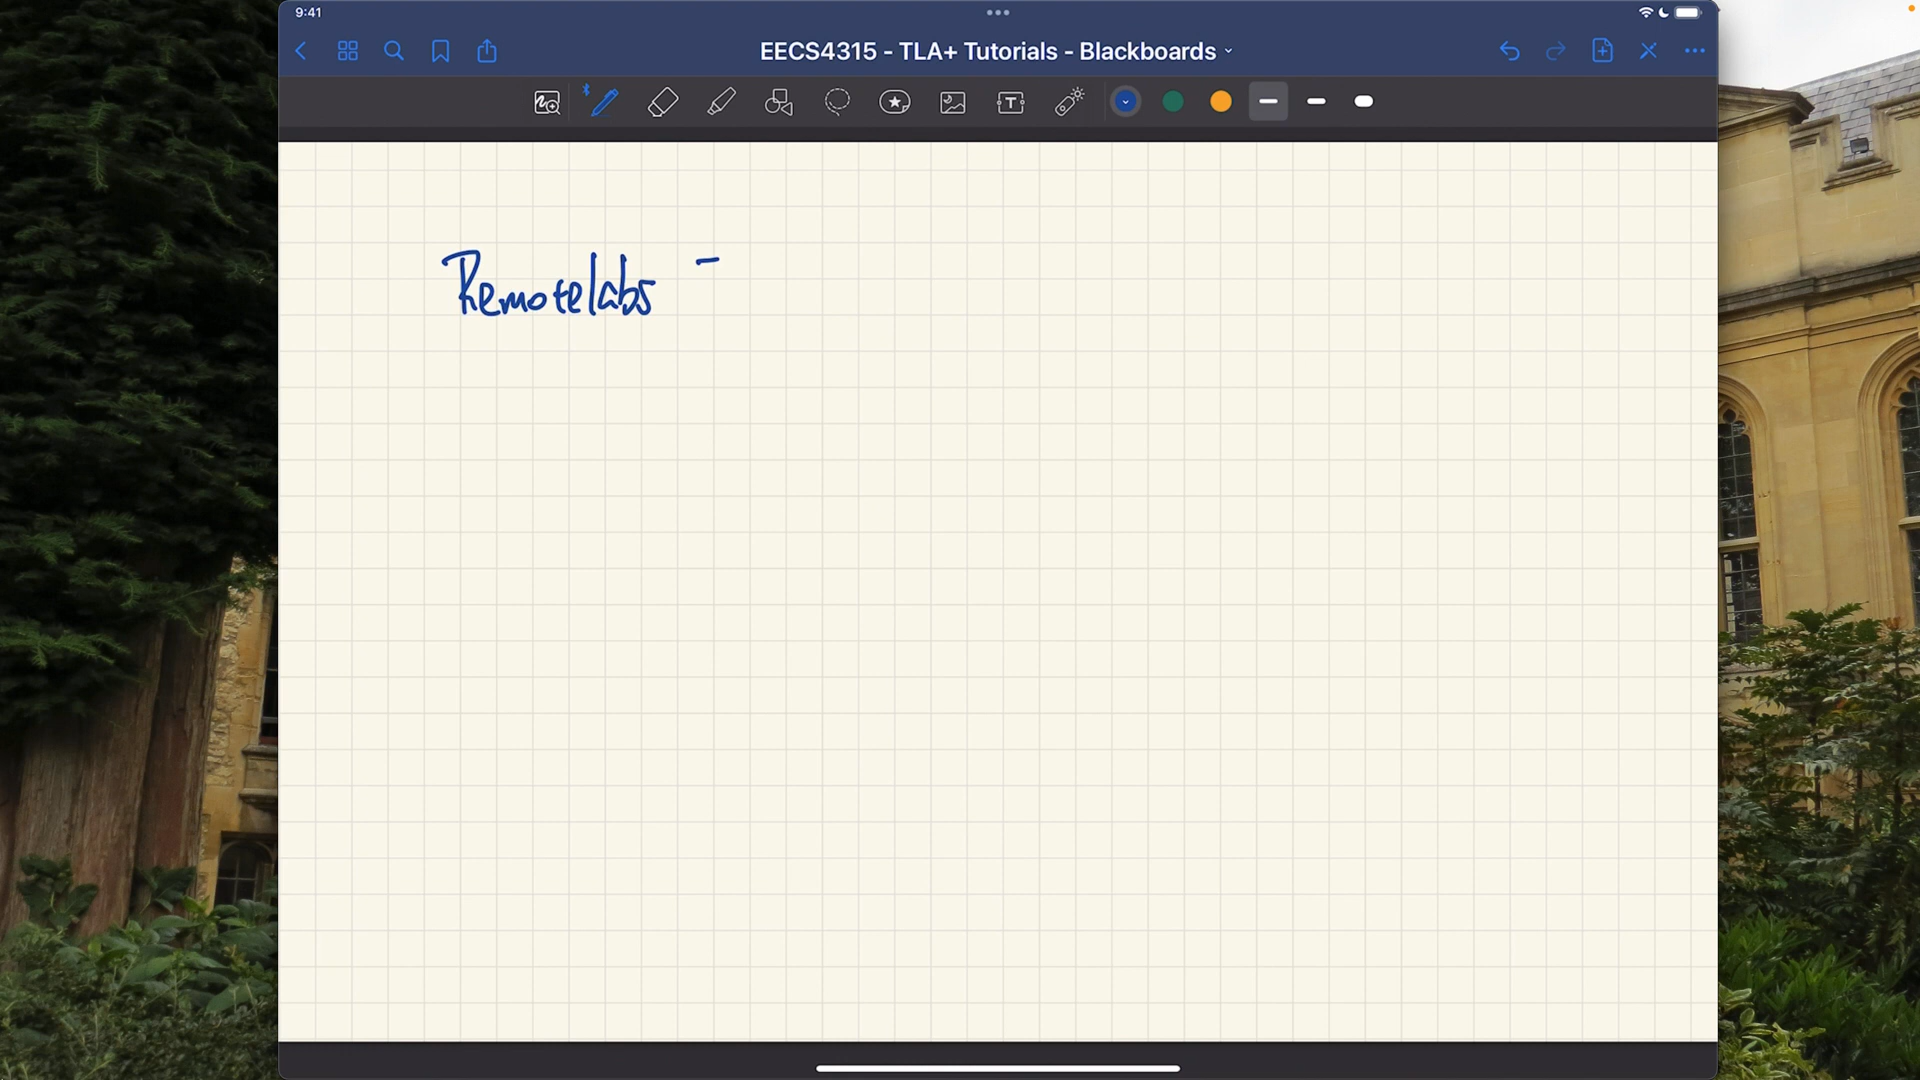 9:41
EECS4315 - TLA+ Tutorials - Blackboards
Remotelabs -